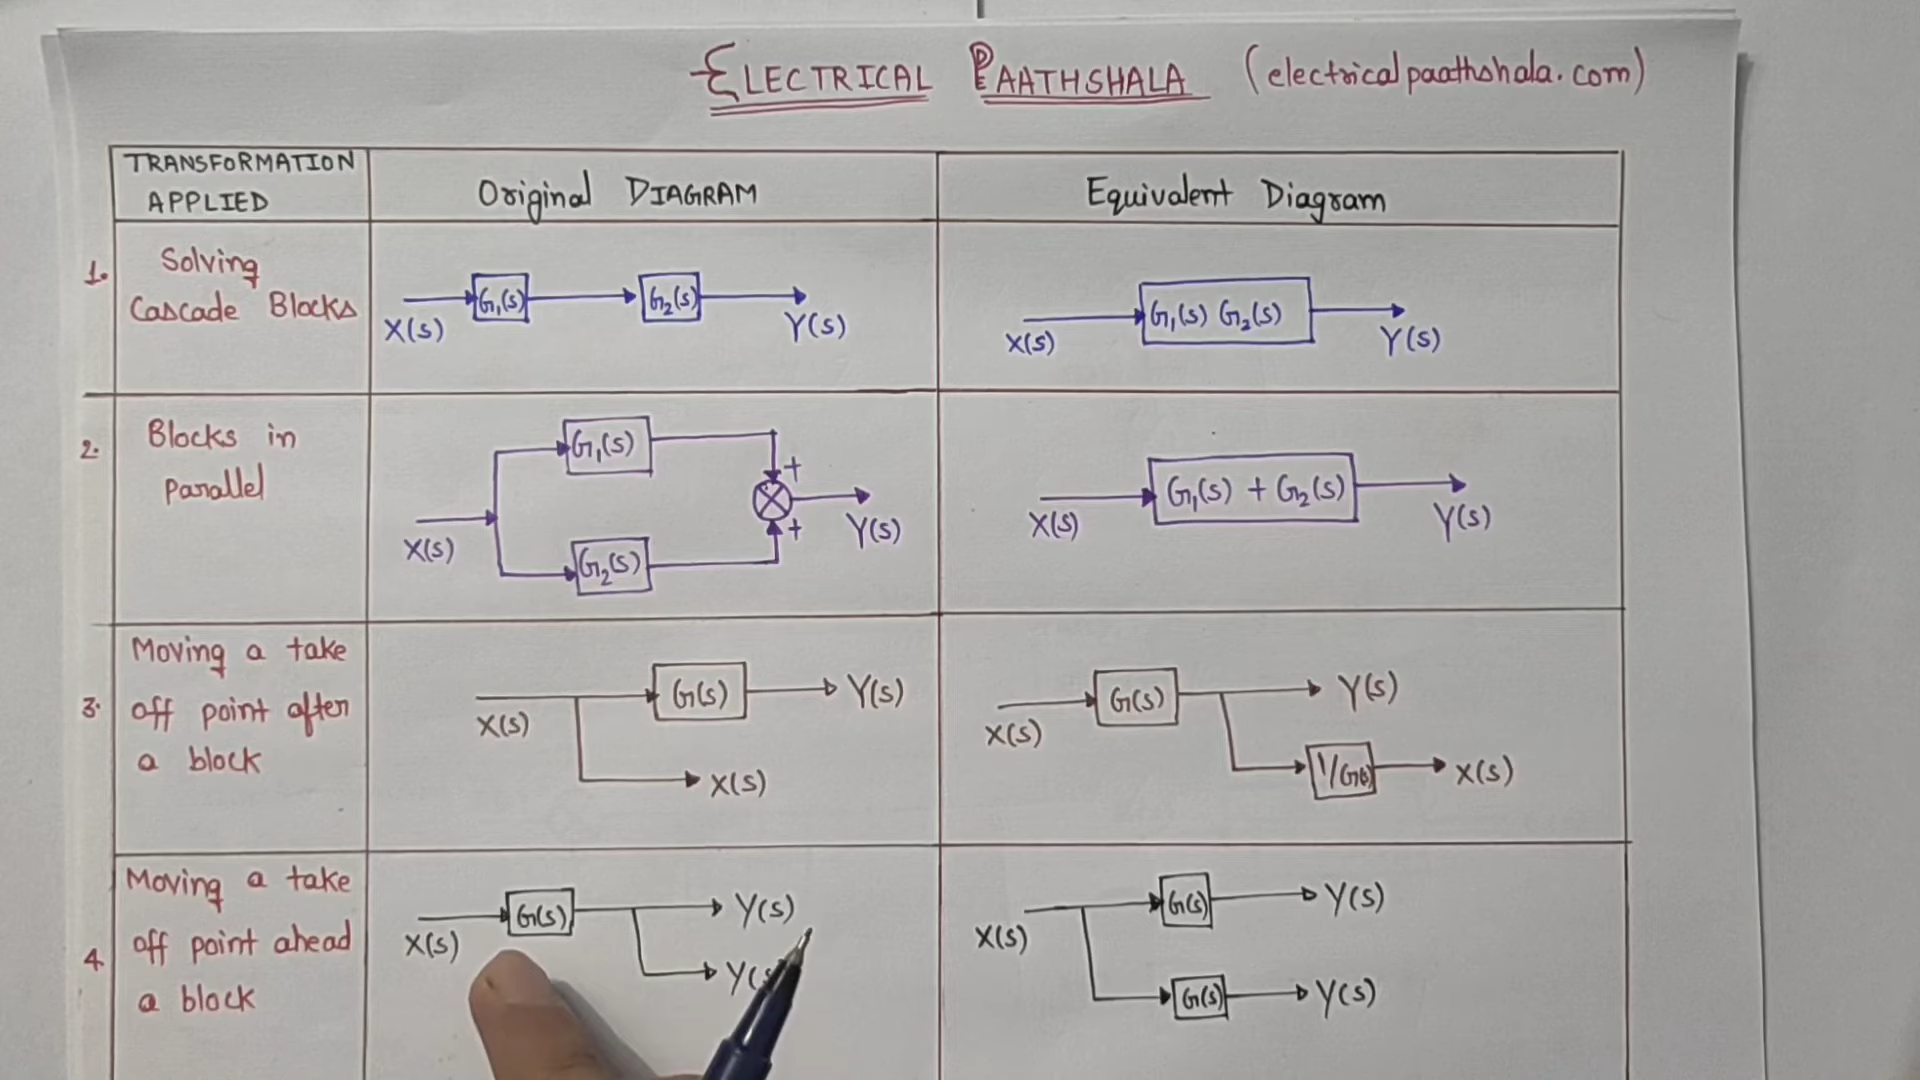 ELECTRICAL PAATHSHALA (electricalpaathshala.com)
TRANSFORMATION APPLIED
Original DIAGRAM
Equivalent Diagram
1.
Solving
Cascade Blocks
X(s)
G₁(s)
G₂(s)
Y(s)
X(s)
G₁(s) G₂(s)
Y(s)
2.
Blocks in
parallel
X(s)
G₁(s)
G₂(s)
+
+
Y(s)
X(s)
G₁(s) + G₂(s)
Y(s)
3.
Moving a take
off point after
a block
X(s)
G(s)
Y(s)
X(s)
X(s)
G(s)
Y(s)
1/G(s)
X(s)
4.
Moving a take
off point ahead
a block
X(s)
G(s)
Y(s)
X(s)
G(s)
Y(s)
G(s)
Y(s)